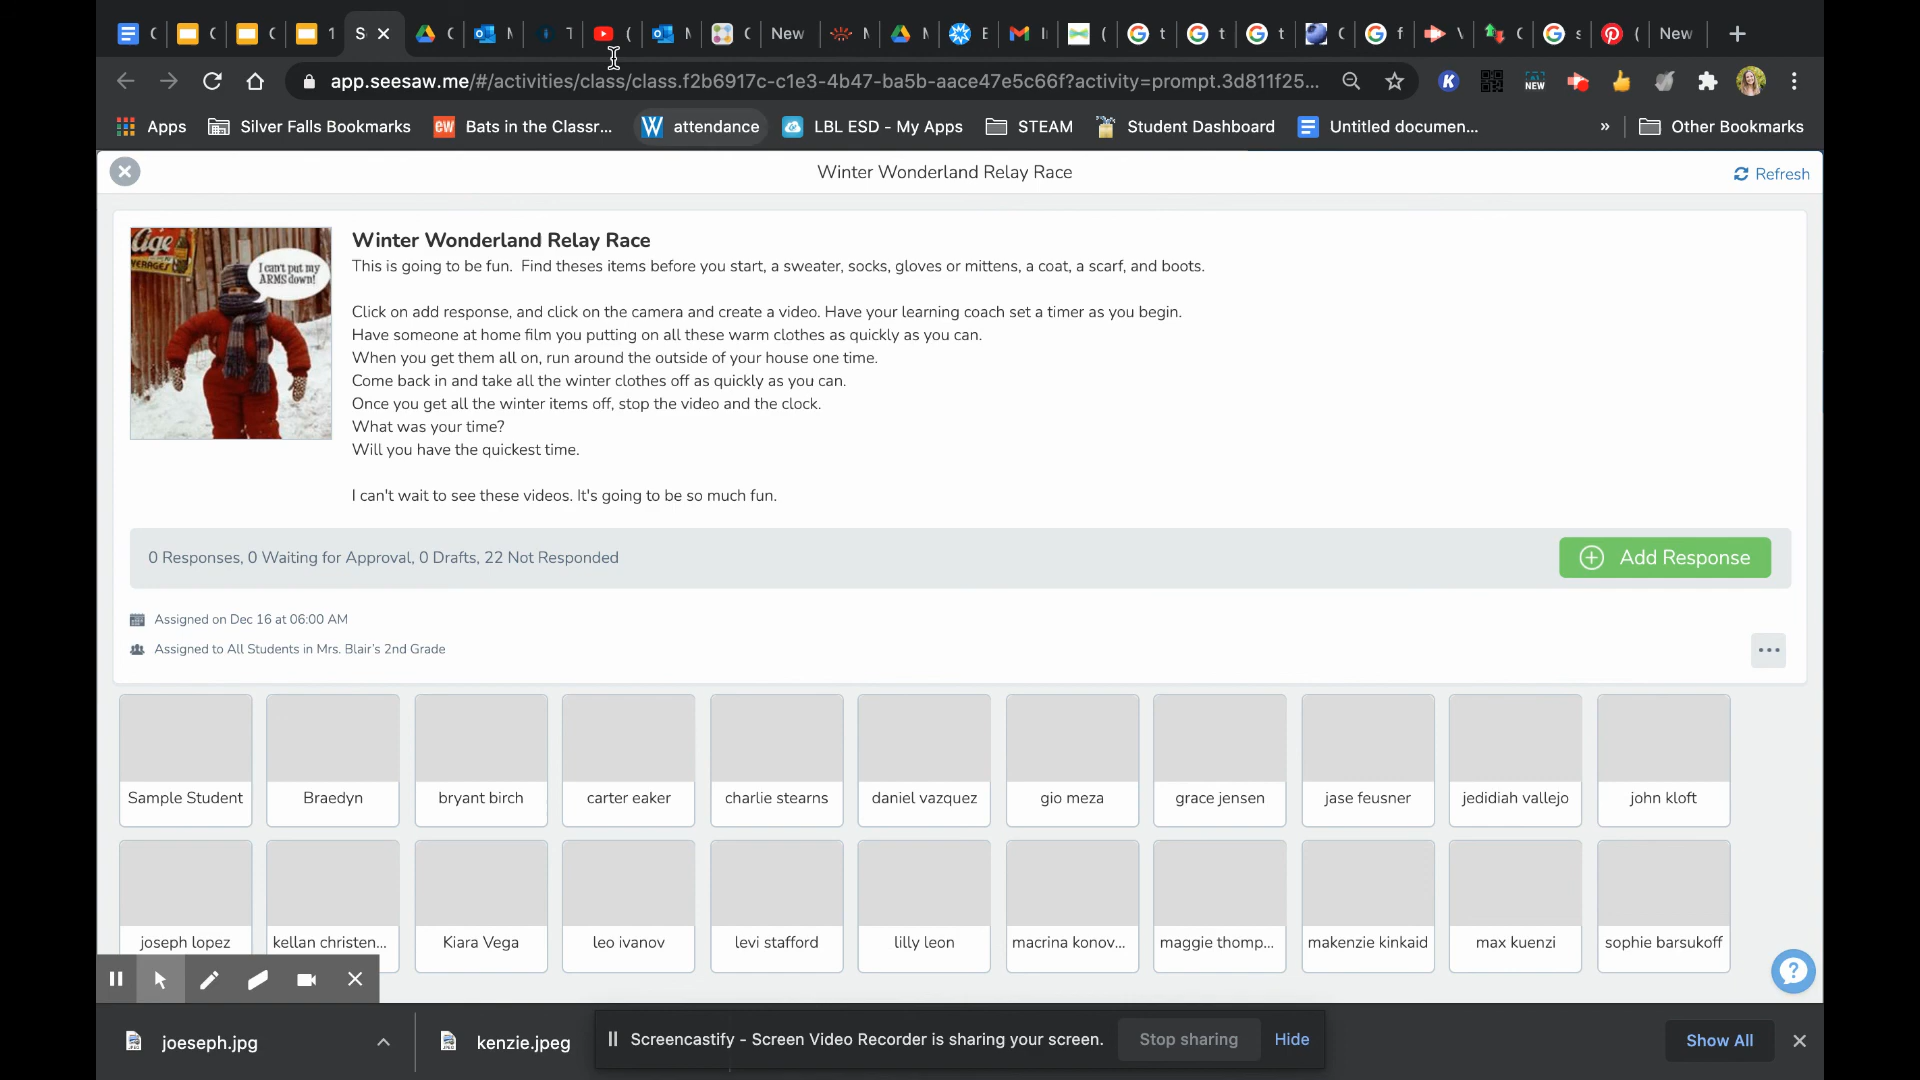 S
New
New
app.seesaw.me/#/activities/class/class.f2b6917c-c1e3-4b47-ba5b-aace47e5c66f?activity=prompt.3d811f25...
NEW
Apps
Silver Falls Bookmarks
Bats in the Classr...
attendance
LBL ESD - My Apps
STEAM
Student Dashboard
Untitled documen...
»
Other Bookmarks
Winter Wonderland Relay Race
Refresh
I can't put my
ARMS down!
Winter Wonderland Relay Race
This is going to be fun.  Find theses items before you start, a sweater, socks, gloves or mittens, a coat, a scarf, and boots.
Click on add response, and click on the camera and create a video. Have your learning coach set a timer as you begin.
Have someone at home film you putting on all these warm clothes as quickly as you can.
When you get them all on, run around the outside of your house one time.
Come back in and take all the winter clothes off as quickly as you can.
Once you get all the winter items off, stop the video and the clock.
What was your time?
Will you have the quickest time.
I can't wait to see these videos. It's going to be so much fun.
0 Responses, 0 Waiting for Approval, 0 Drafts, 22 Not Responded
Add Response
Assigned on Dec 16 at 06:00 AM
Assigned to All Students in Mrs. Blair's 2nd Grade
Sample Student
Braedyn
bryant birch
carter eaker
charlie stearns
daniel vazquez
gio meza
grace jensen
jase feusner
jedidiah vallejo
john kloft
joseph lopez
kellan christen...
Kiara Vega
leo ivanov
levi stafford
lilly leon
macrina konov...
maggie thomp...
makenzie kinkaid
max kuenzi
sophie barsukoff
joeseph.jpg
kenzie.jpeg
Screencastify - Screen Video Recorder is sharing your screen.
Stop sharing
Hide
Show All